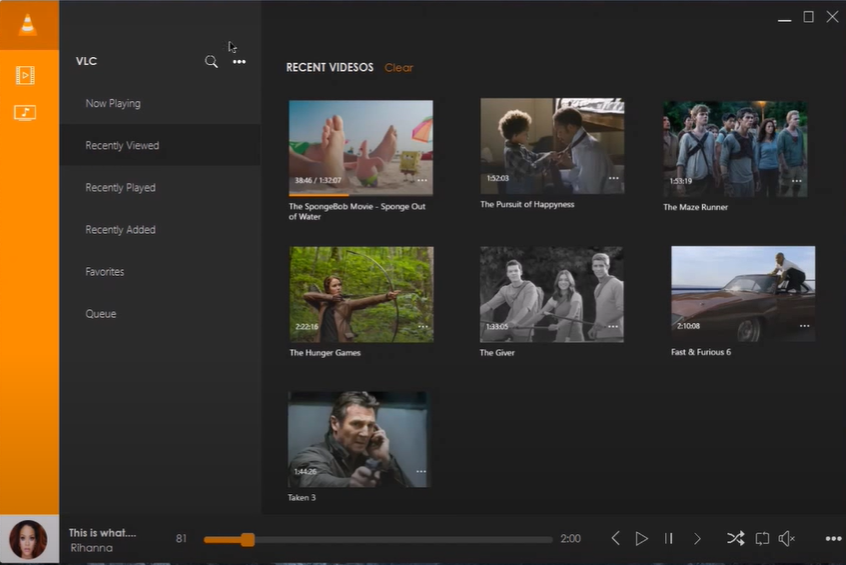 VLC
Now Playing
Recently Viewed
Recently Played
Recently Added
Favorites
Queue
RECENT VIDESOS Clear
38:46 / 1:32:07
The SpongeBob Movie - Sponge Out
of Water
1:52:03
The Pursuit of Happyness
1:53:19
The Maze Runner
2:22:16
The Hunger Games
1:33:05
The Giver
2:10:08
Fast & Furious 6
1:44:26
Taken 3
This is what....
Rihanna
81
2:00